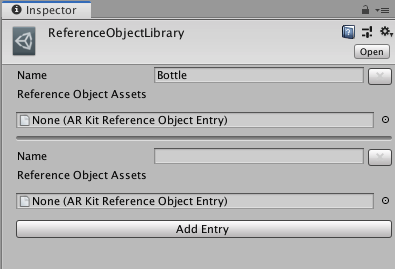 Inspector
ReferenceObjectLibrary
Open
Name Bottle
Reference Object Assets
None (AR Kit Reference Object Entry)
Name
Reference Object Assets
None (AR Kit Reference Object Entry)
Add Entry